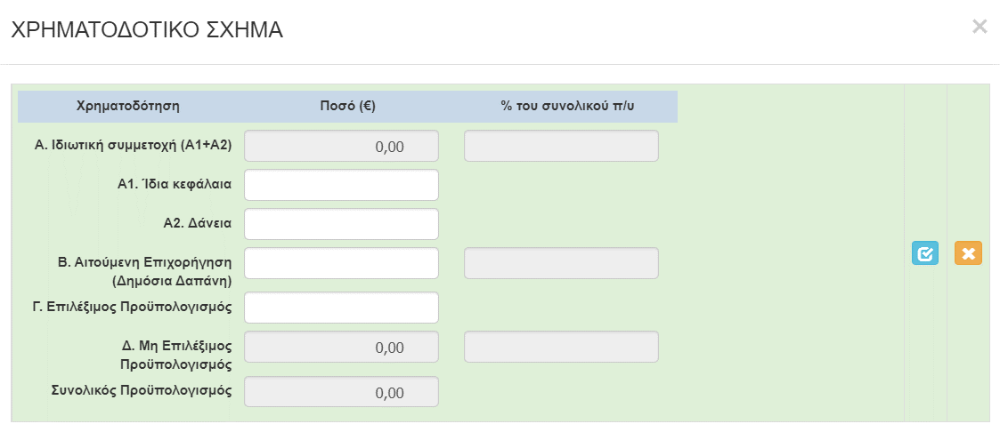 ΧΡΗΜΑΤΟΔΟΤΙΚΟ ΣΧΗΜΑ
×
Χρηματοδότηση Ποσό (€) % του συνολικού π/υ
Α. Ιδιωτική συμμετοχή (Α1+Α2) 0,00
Α1. Ίδια κεφάλαια
Α2. Δάνεια
Β. Αιτούμενη Επιχορήγηση
(Δημόσια Δαπάνη)
Γ. Επιλέξιμος Προϋπολογισμός
Δ. Μη Επιλέξιμος
Προϋπολογισμός 0,00
Συνολικός Προϋπολογισμός 0,00